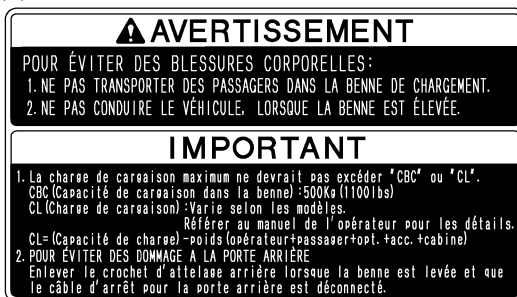 AVERTISSEMENT
POUR ÉVITER DES BLESSURES CORPORELLES:
1. NE PAS TRANSPORTER DES PASSAGERS DANS LA BENNE DE CHARGEMENT.
2. NE PAS CONDUIRE LE VÉHICULE, LORSQUE LA BENNE EST ÉLEVÉE.
IMPORTANT
1. La charge de cargaison maximum ne devrait pas excéder "CBC" ou "CL".
CBC(Capacité de cargaison dans la benne) :500Kg(1100lbs)
CL(Charge de cargaison) :Varie selon les modèles.
Référer au manuel de l'opérateur pour les détails.
CL=(Capacité de charge)-poids(opérateur+passager+opt.+acc.+cabine)
2. POUR ÉVITER DES DOMMAGE A LA PORTE ARRIÈRE
Enlever le crochet d'attelage arrière lorsque la benne est levée et que
le câble d'arrêt pour la porte arrière est déconnecté.